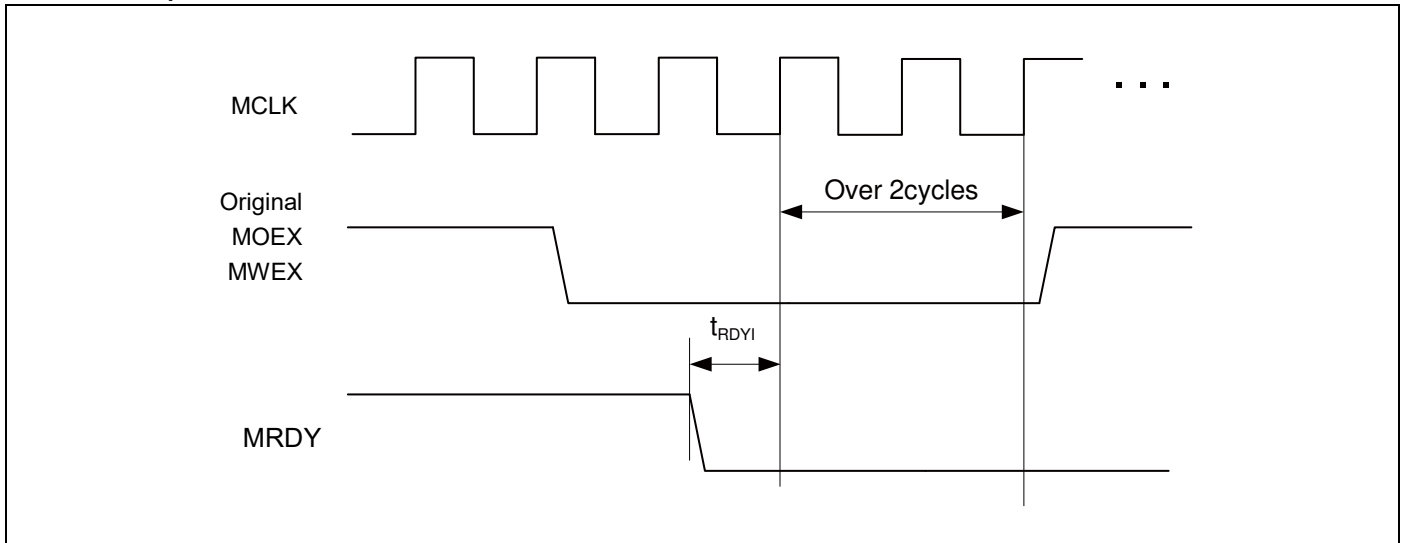 MCLK
. . .
Over 2cycles
Original
MOEX
MWEX
tRDYI
MRDY